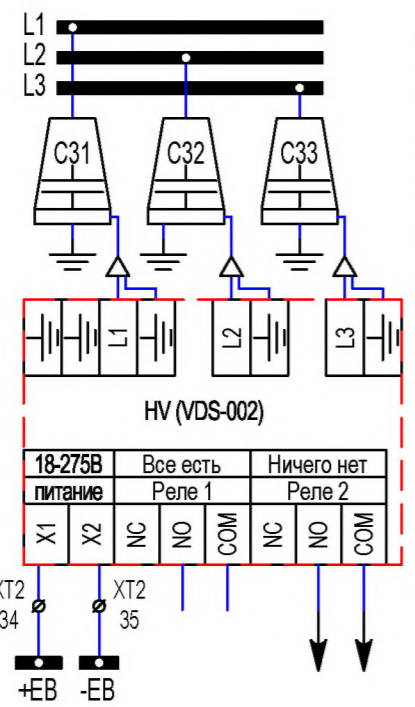 L1
L2
L3
C31 C32 C33
L1 L2 L3
HV (VDS-002)
18-275В Все есть Ничего нет
питание Реле 1 Реле 2
X1 X2 NC NO COM NC NO COM
XT2 XT2
34 35
+EB -EB